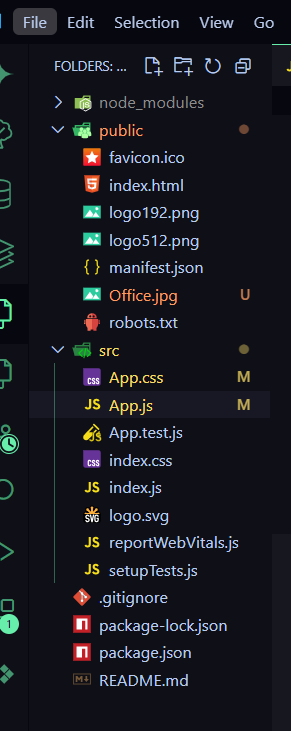 File Edit Selection View Go
FOLDERS: ...
node_modules
public
favicon.ico
index.html
logo192.png
logo512.png
manifest.json
Office.jpg U
robots.txt
src
App.css M
App.js M
App.test.js
index.css
index.js
logo.svg
reportWebVitals.js
setupTests.js
.gitignore
package-lock.json
package.json
README.md
1